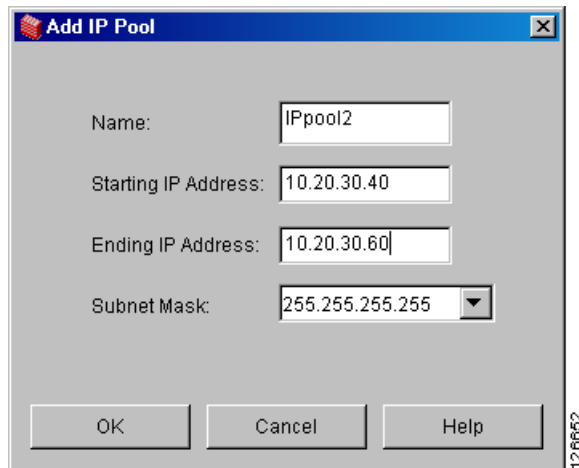 Add IP Pool
Name: IPpool2
Starting IP Address: 10.20.30.40
Ending IP Address: 10.20.30.60
Subnet Mask: 255.255.255.255
OK Cancel Help
126652